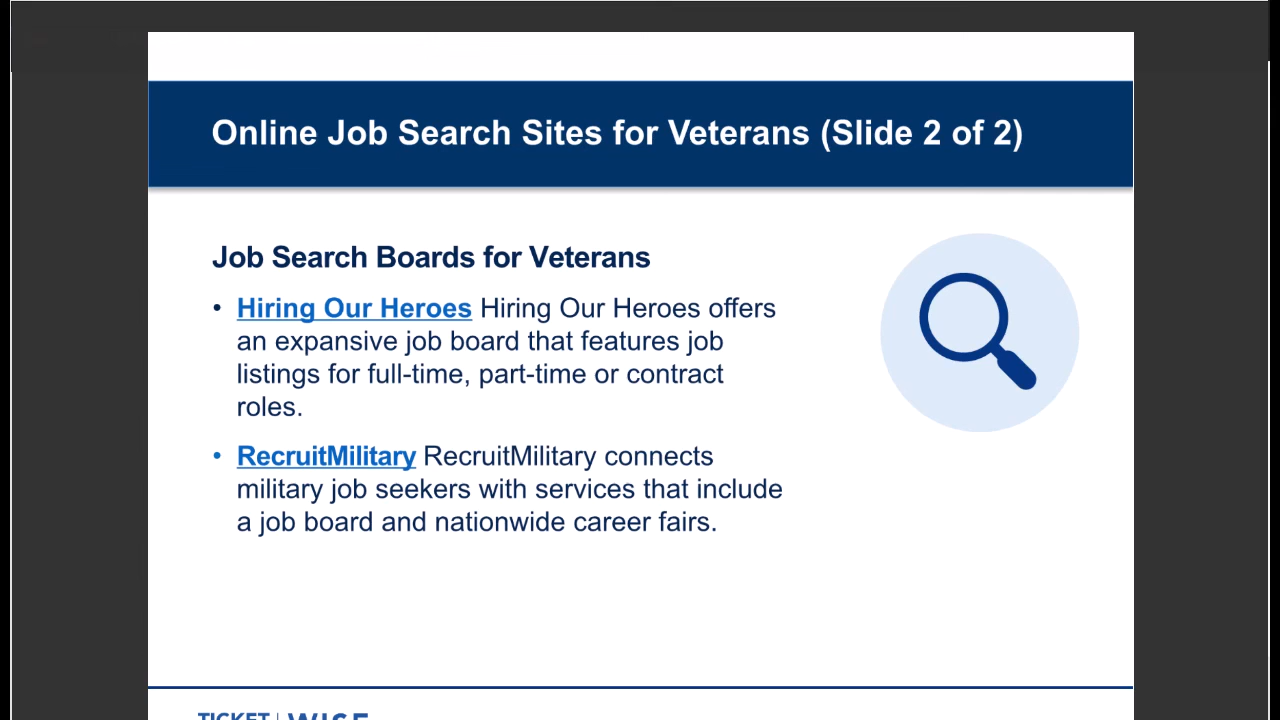 Online Job Search Sites for Veterans (Slide 2 of 2)
Job Search Boards for Veterans
• Hiring Our Heroes Hiring Our Heroes offers
an expansive job board that features job
listings for full-time, part-time or contract
roles.
• RecruitMilitary RecruitMilitary connects
military job seekers with services that include
a job board and nationwide career fairs.
TICKET | WISE